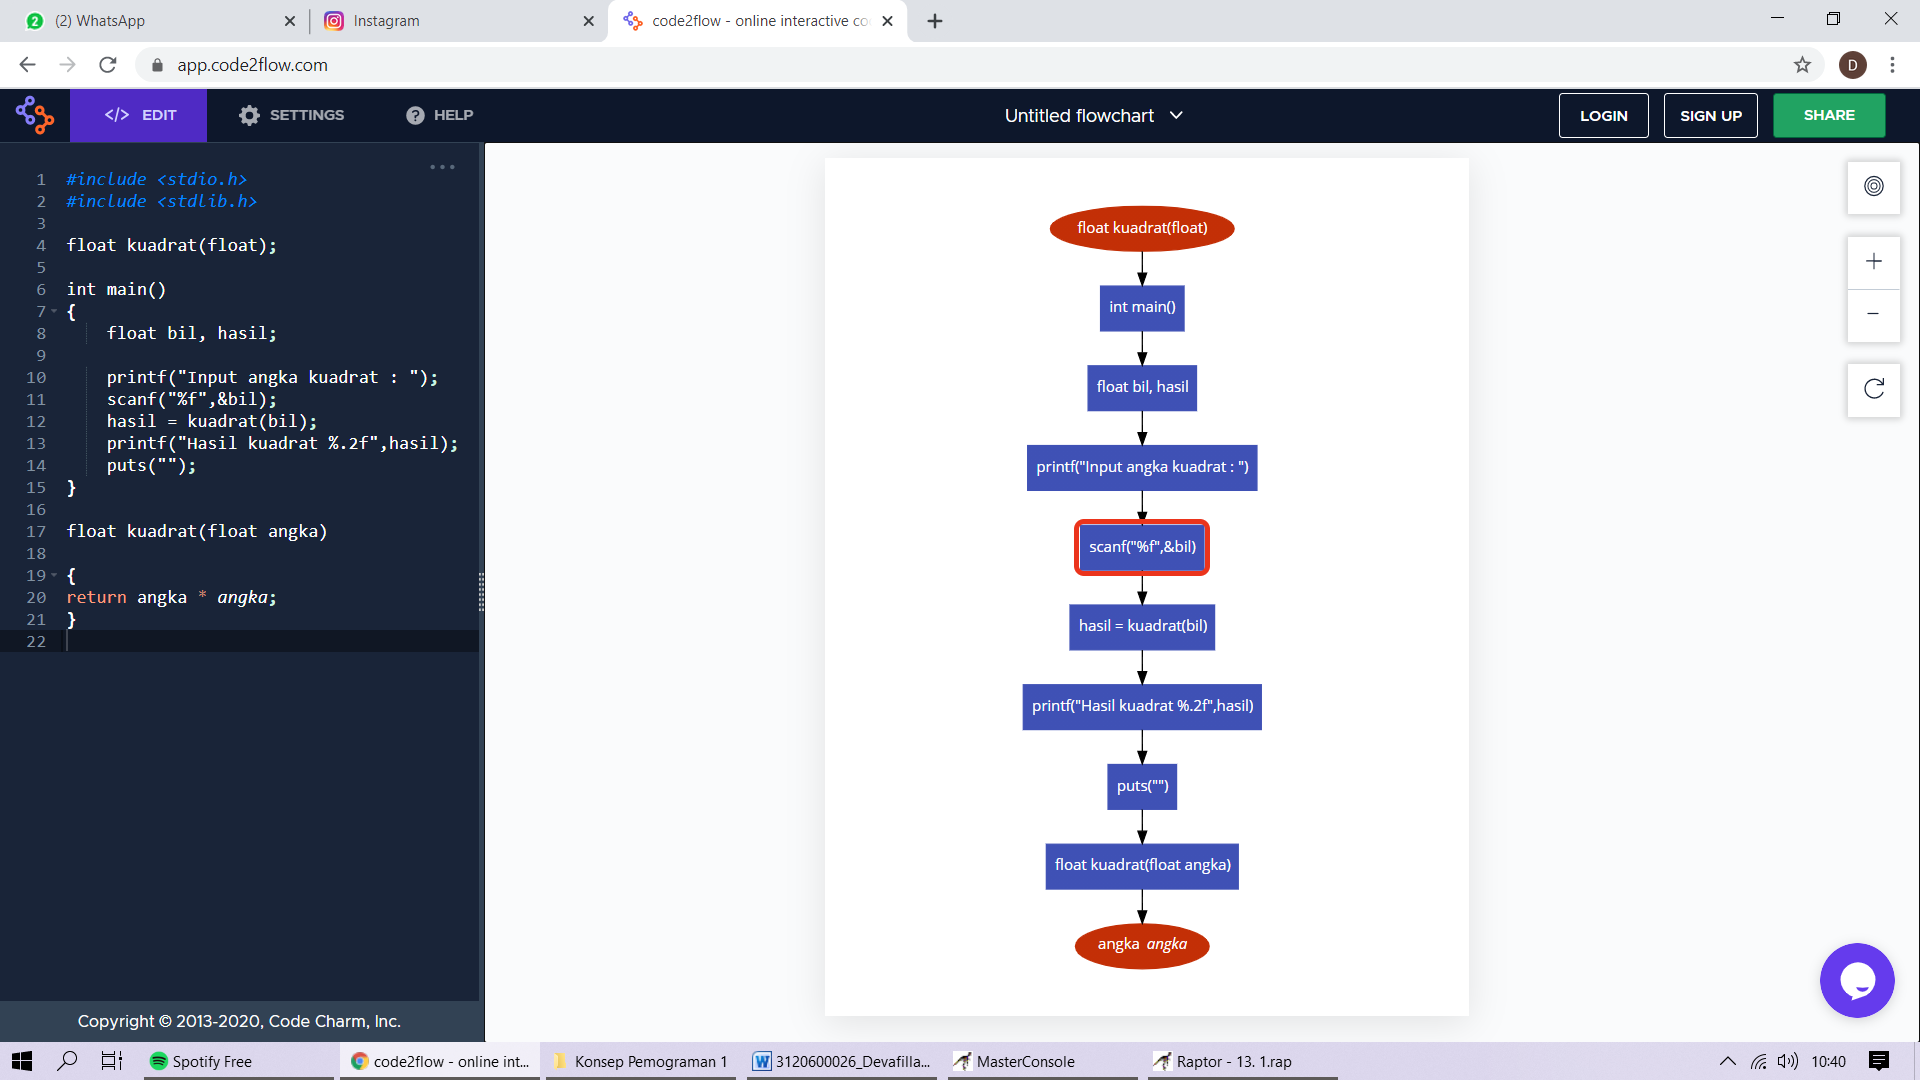 (2) WhatsApp
Instagram
code2flow - online interactive co
app.code2flow.com
D
</> EDIT
SETTINGS
HELP
Untitled flowchart
LOGIN
SIGN UP
SHARE
1 #include <stdio.h>
2 #include <stdlib.h>
3
4 float kuadrat(float);
5
6 int main()
7 {
8 float bil, hasil;
9
10 printf("Input angka kuadrat : ");
11 scanf("%f",&bil);
12 hasil = kuadrat(bil);
13 printf("Hasil kuadrat %.2f",hasil);
14 puts("");
15 }
16
17 float kuadrat(float angka)
18
19 {
20 return angka * angka;
21 }
22
Copyright © 2013-2020, Code Charm, Inc.
float kuadrat(float)
int main()
float bil, hasil
printf("Input angka kuadrat : ")
scanf("%f",&bil)
hasil = kuadrat(bil)
printf("Hasil kuadrat %.2f",hasil)
puts("")
float kuadrat(float angka)
angka angka
Spotify Free
code2flow - online int...
Konsep Pemograman 1
3120600026_Devafilla...
MasterConsole
Raptor - 13. 1.rap
10:40